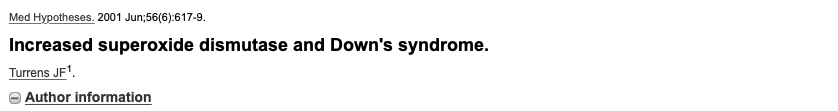 Med Hypotheses. 2001 Jun;56(6):617-9.
Increased superoxide dismutase and Down's syndrome.
Turrens JF1.
Author information